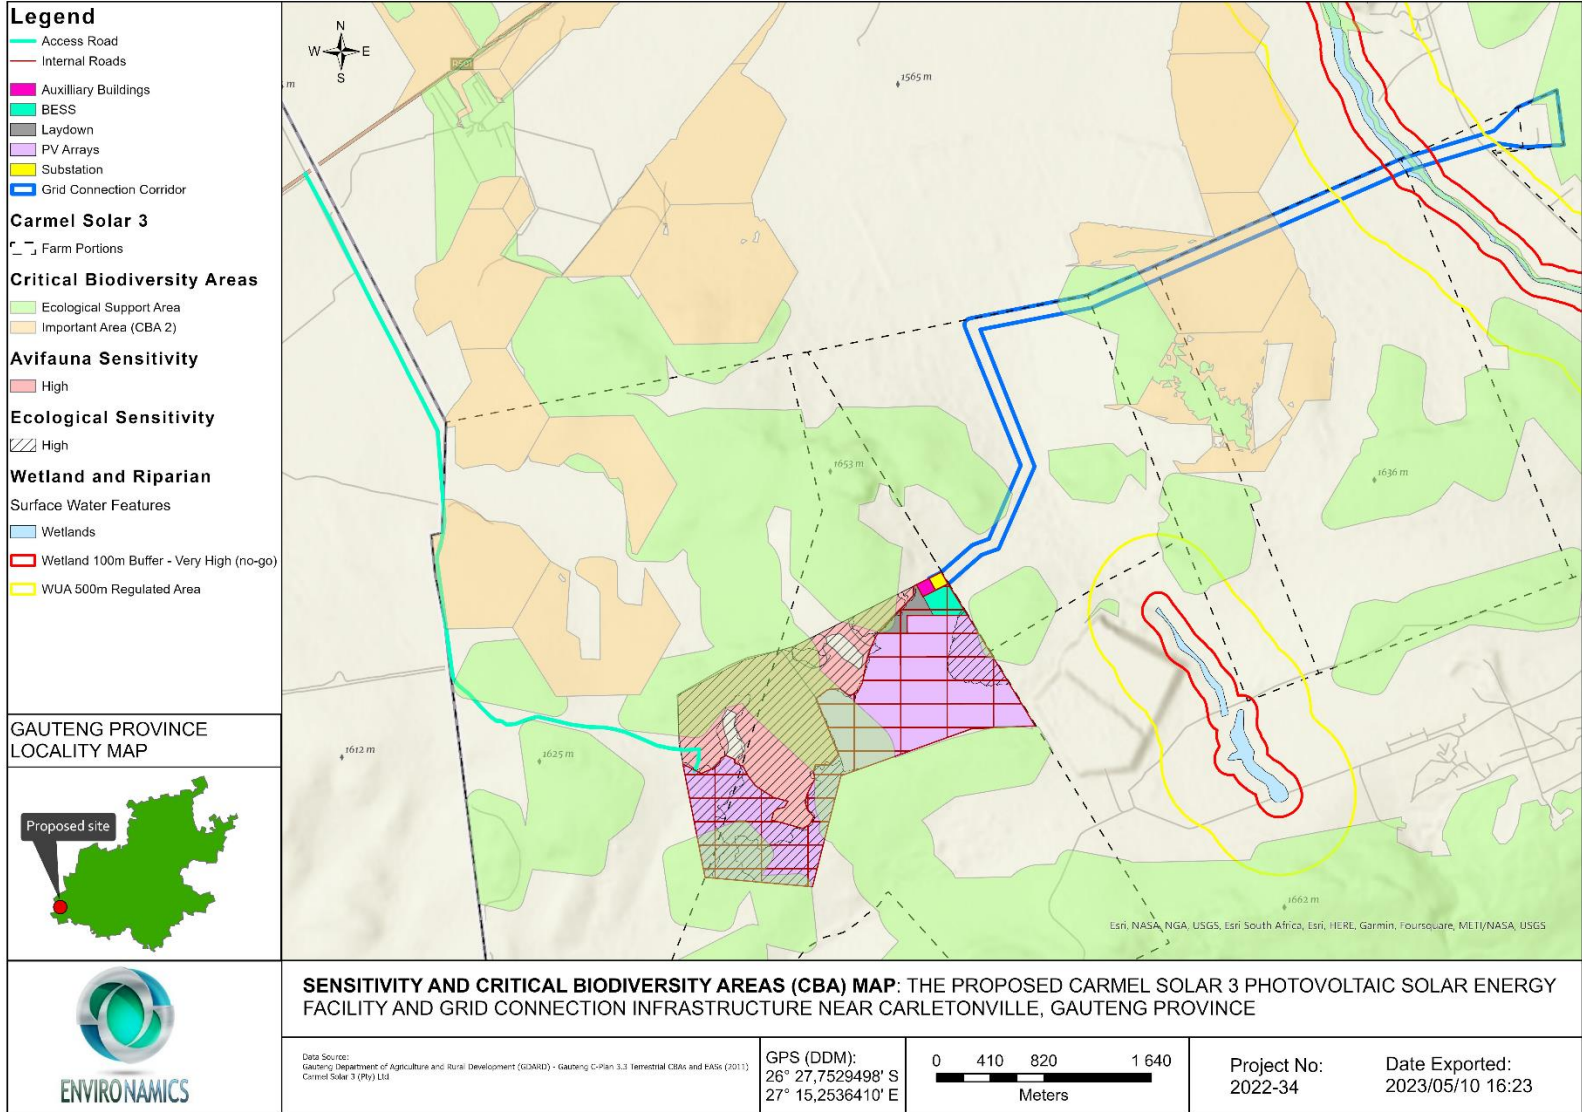 Legend
Access Road
Internal Roads
Auxilliary Buildings
BESS
Laydown
PV Arrays
Substation
Grid Connection Corridor
Carmel Solar 3
Farm Portions
Critical Biodiversity Areas
Ecological Support Area
Important Area (CBA 2)
Avifauna Sensitivity
High
Ecological Sensitivity
High
Wetland and Riparian
Surface Water Features
Wetlands
Wetland 100m Buffer - Very High (no-go)
WUA 500m Regulated Area
GAUTENG PROVINCE
LOCALITY MAP
Proposed site
ENVIRONAMICS
N
W E
S
R501
m
1565 m
1653 m
1636 m
1612 m
1625 m
1662 m
Esri, NASA, NGA, USGS, Esri South Africa, Esri, HERE, Garmin, Foursquare, METI/NASA, USGS
SENSITIVITY AND CRITICAL BIODIVERSITY AREAS (CBA) MAP: THE PROPOSED CARMEL SOLAR 3 PHOTOVOLTAIC SOLAR ENERGY
FACILITY AND GRID CONNECTION INFRASTRUCTURE NEAR CARLETONVILLE, GAUTENG PROVINCE
Data Source:
Gauteng Department of Agriculture and Rural Development (GDARD) - Gauteng C-Plan 3.3 Terrestrial CBAs and EASs (2011)
Carmel Solar 3 (Pty) Ltd
GPS (DDM):
26° 27,7529498' S
27° 15,2536410' E
0 410 820 1 640
Meters
Project No:
2022-34
Date Exported:
2023/05/10 16:23